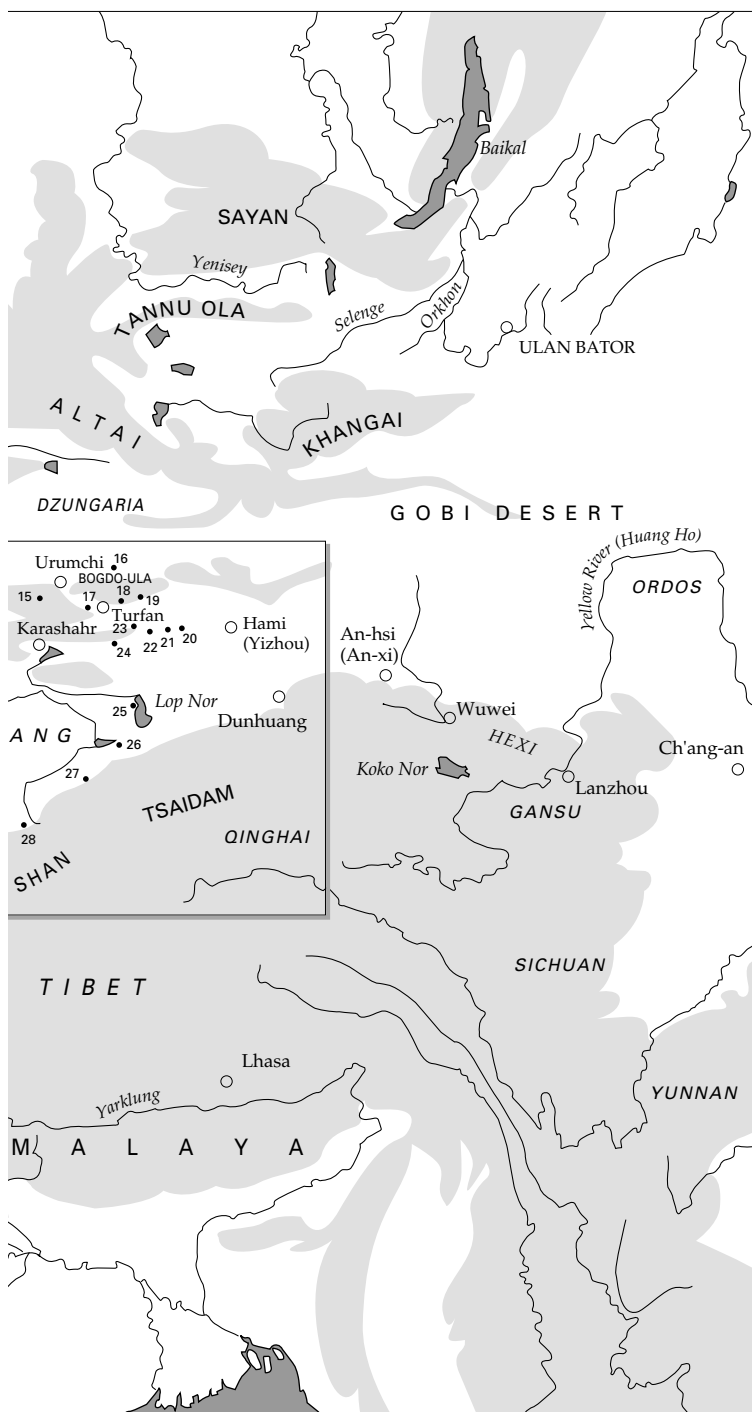 Baikal
SAYAN
Yenisey
TANNU OLA
Selenge
Orkhon
ULAN BATOR
ALTAI
KHANGAI
DZUNGARIA
GOBI DESERT
Yellow River (Huang Ho)
ORDOS
16
Urumchi
BOGDO-ULA
15
17
18
19
Turfan
23
22
21
20
Hami
(Yizhou)
Karashahr
24
An-hsi
(An-xi)
25
Lop Nor
Dunhuang
Wuwei
ANG
26
HEXI
Ch'ang-an
27
Koko Nor
Lanzhou
TSAIDAM
GANSU
28
QINGHAI
SHAN
SICHUAN
TIBET
Lhasa
YUNNAN
Yarklung
MALAYA